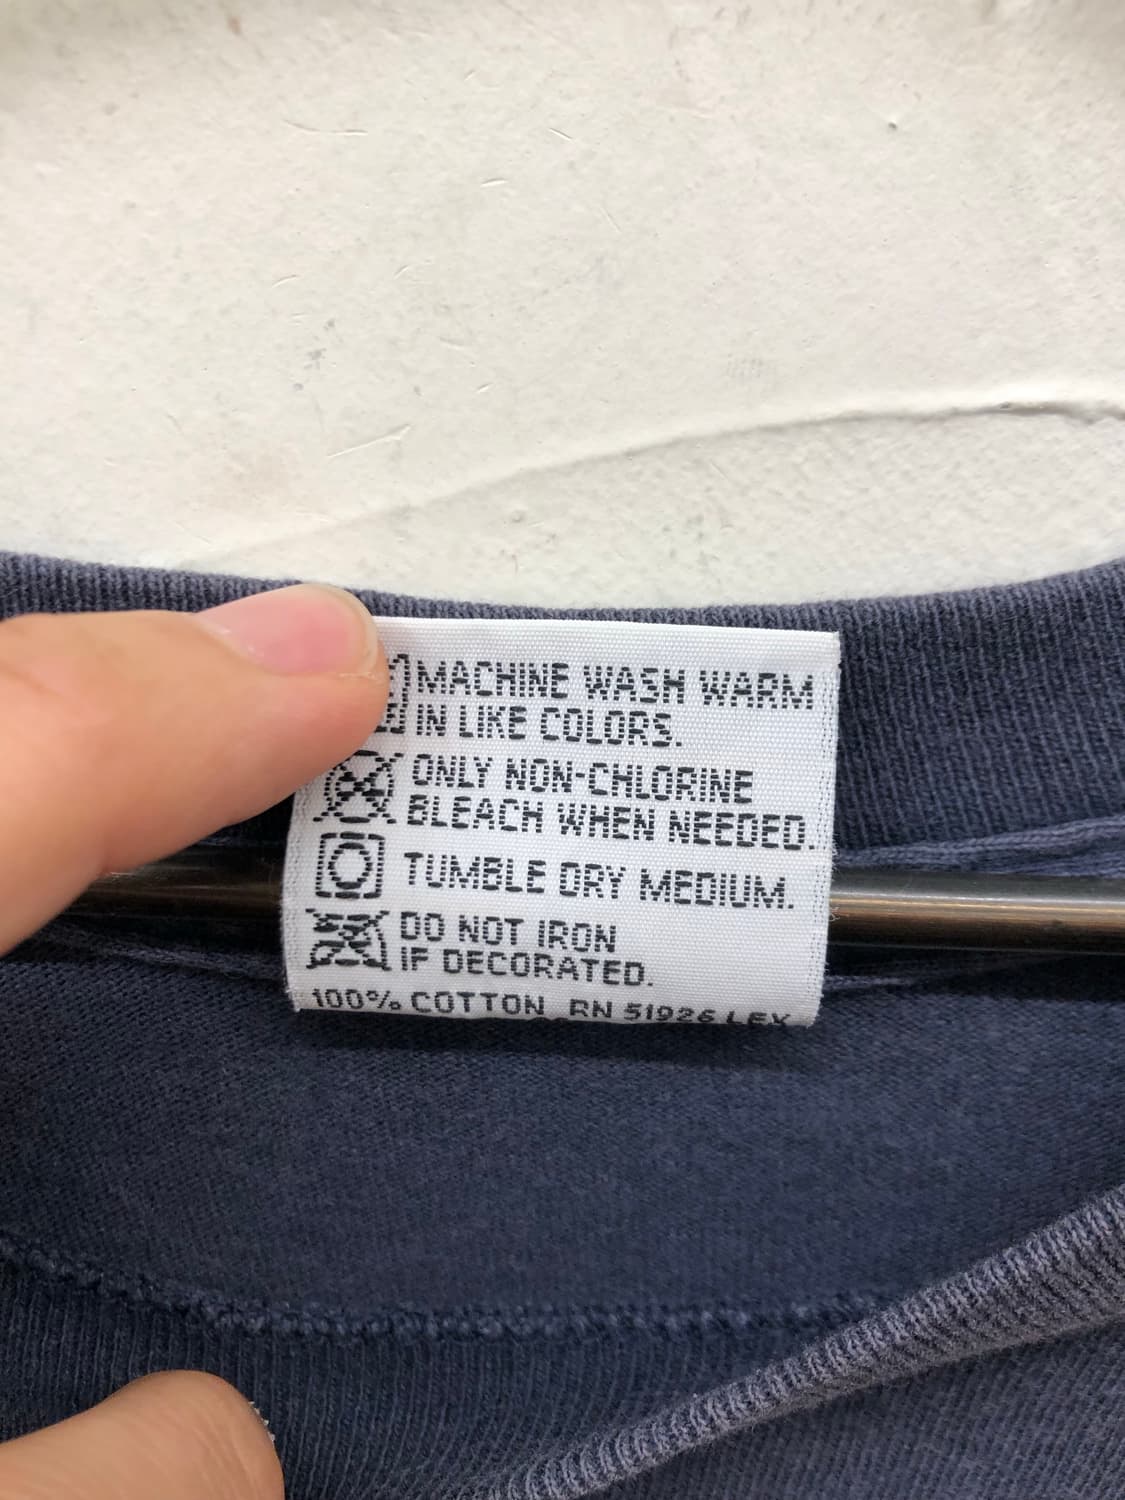 MACHINE WASH WARM
IN LIKE COLORS.
ONLY NON-CHLORINE
BLEACH WHEN NEEDED.
TUMBLE DRY MEDIUM.
DO NOT IRON
IF DECORATED.
100% COTTON RN 51926 LEX